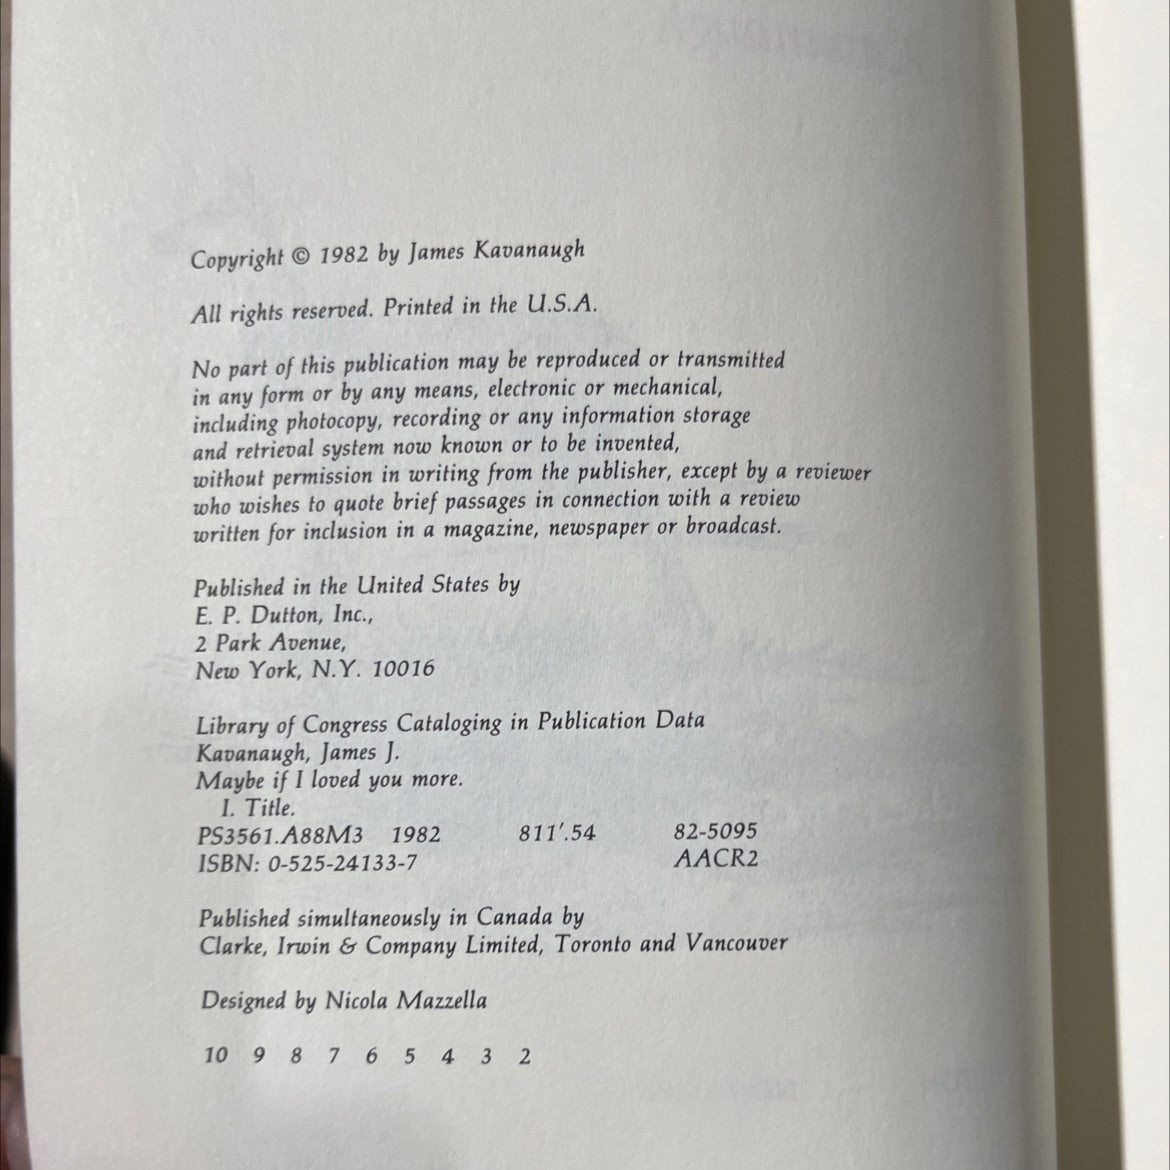 Copyright © 1982 by James Kavanaugh
All rights reserved. Printed in the U.S.A.
No part of this publication may be reproduced or transmitted
in any form or by any means, electronic or mechanical,
including photocopy, recording or any information storage
and retrieval system now known or to be invented,
without permission in writing from the publisher, except by a reviewer
who wishes to quote brief passages in connection with a review
written for inclusion in a magazine, newspaper or broadcast.
Published in the United States by
E. P. Dutton, Inc.,
2 Park Avenue,
New York, N.Y. 10016
Library of Congress Cataloging in Publication Data
Kavanaugh, James J.
Maybe if I loved you more.
I. Title.
PS3561.A88M3 1982 811′.54 82-5095
ISBN: 0-525-24133-7 AACR2
Published simultaneously in Canada by
Clarke, Irwin & Company Limited, Toronto and Vancouver
Designed by Nicola Mazzella
10 9 8 7 6 5 4 3 2